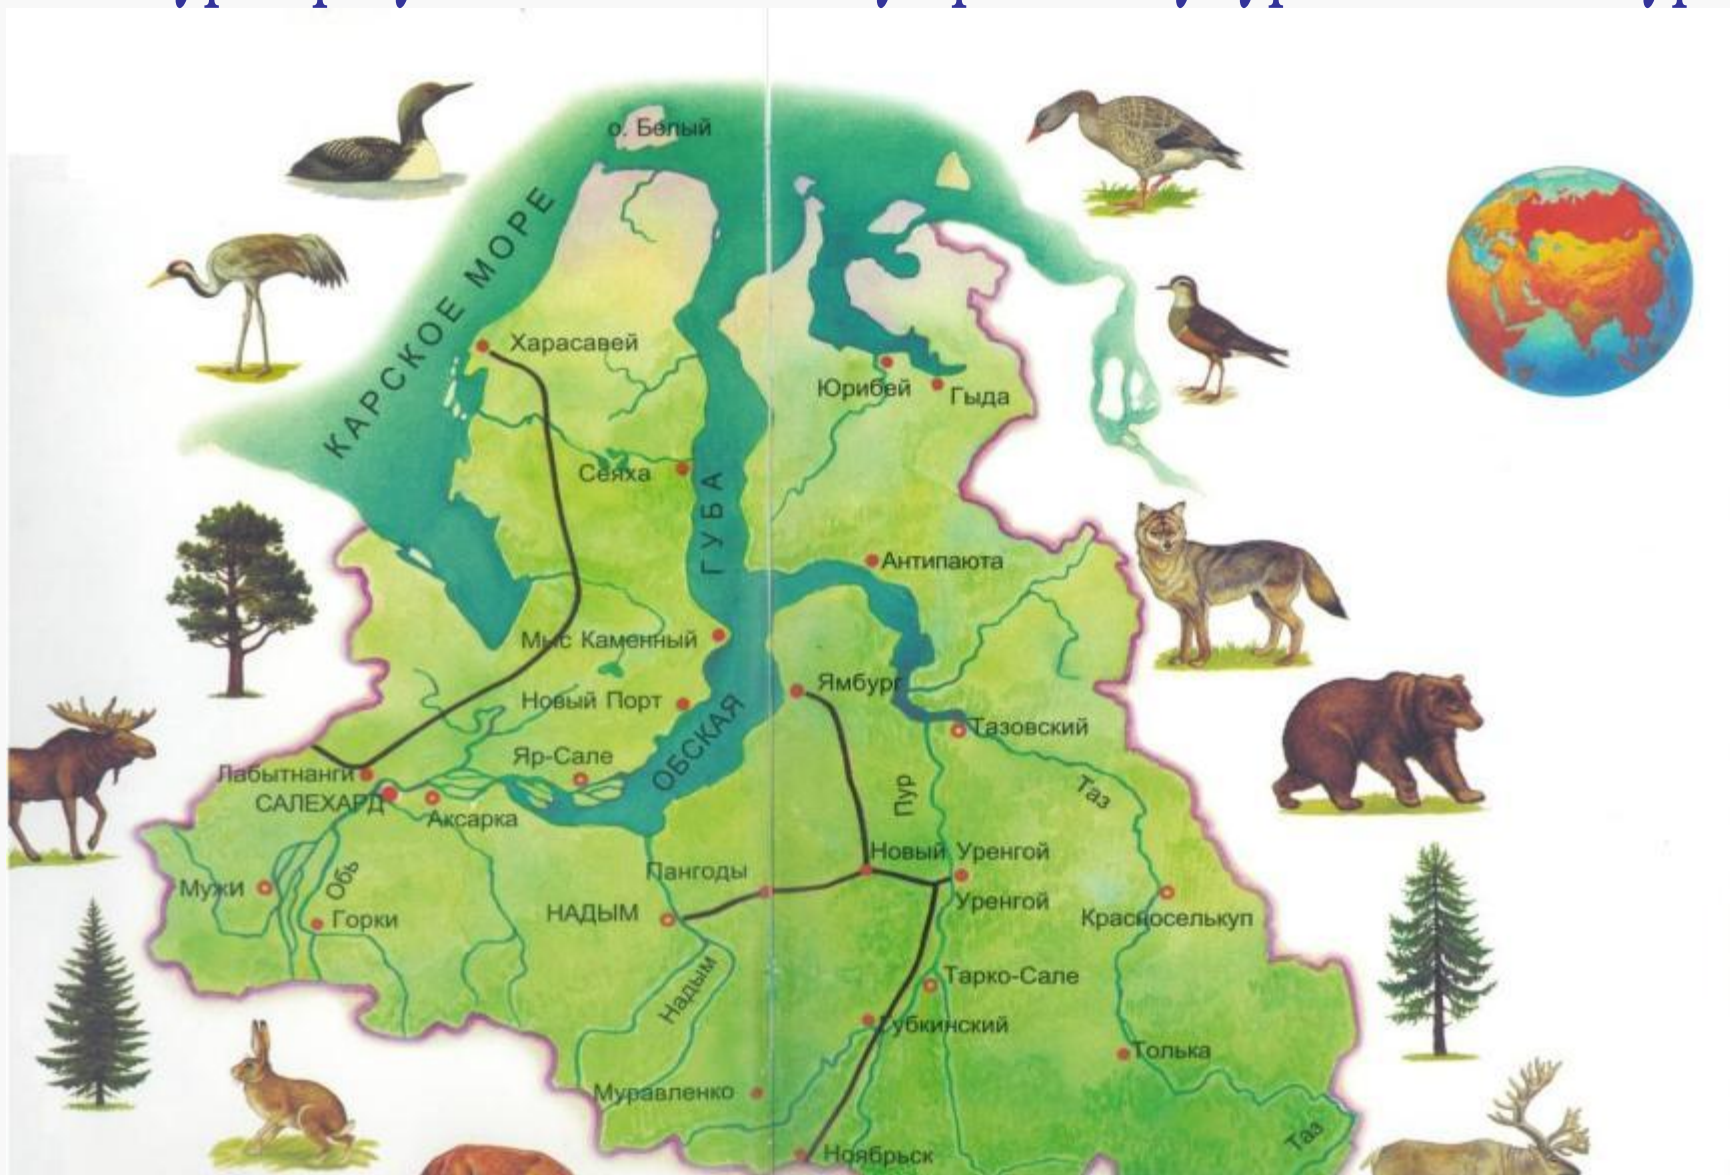 о. Белый
КАРСКОЕ МОРЕ
Харасавей
Юрибей
Гыда
Сеяха
ГУБА
Антипаюта
Мыс Каменный
Ямбург
Новый Порт
ОБСКАЯ
Тазовский
Яр-Сале
Лабытнанги
Пур
Таз
САЛЕХАРД
Аксарка
Новый Уренгой
Пангоды
Обь
Мужи
Уренгой
НАДЫМ
Горки
Красноселькуп
Надым
Тарко-Сале
Губкинский
Толька
Муравленко
Таз
Ноябрьск